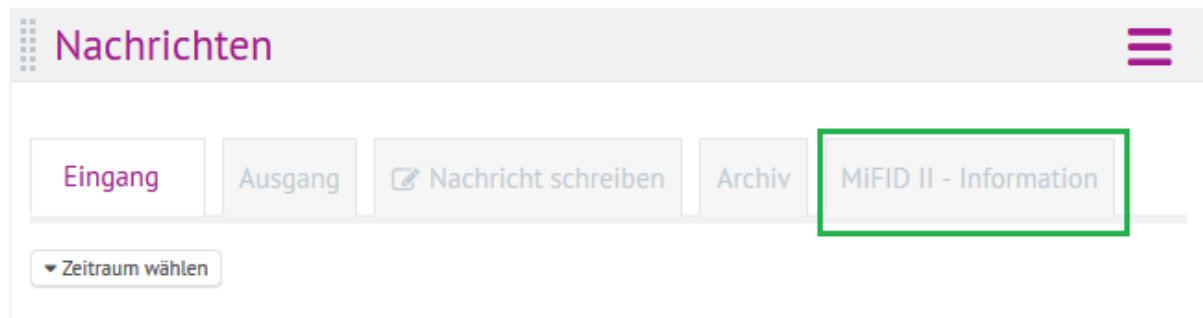 Nachrichten
Eingang Ausgang Nachricht schreiben Archiv MiFID II - Information
Zeitraum wählen